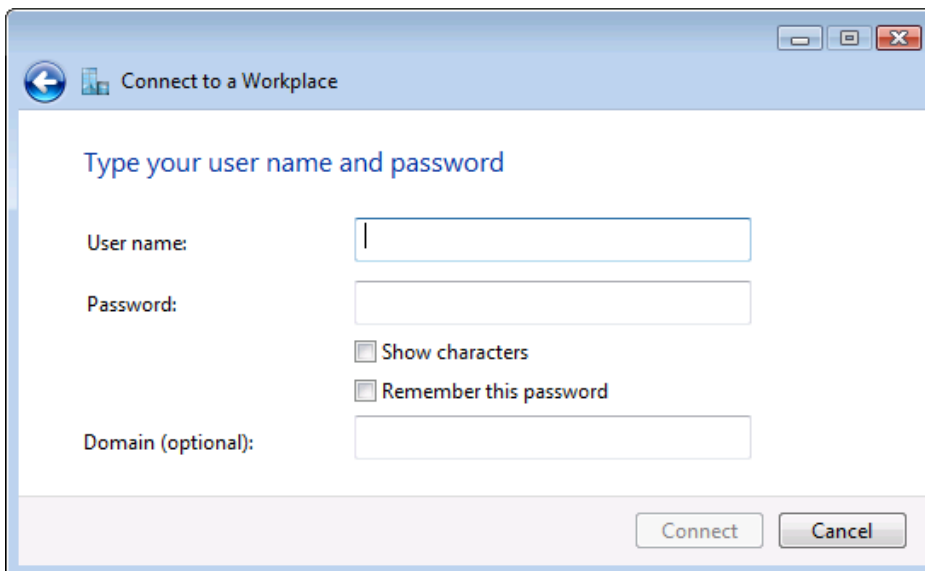 Connect to a Workplace
Type your user name and password
User name:
Password:
Show characters
Remember this password
Domain (optional):
Connect Cancel